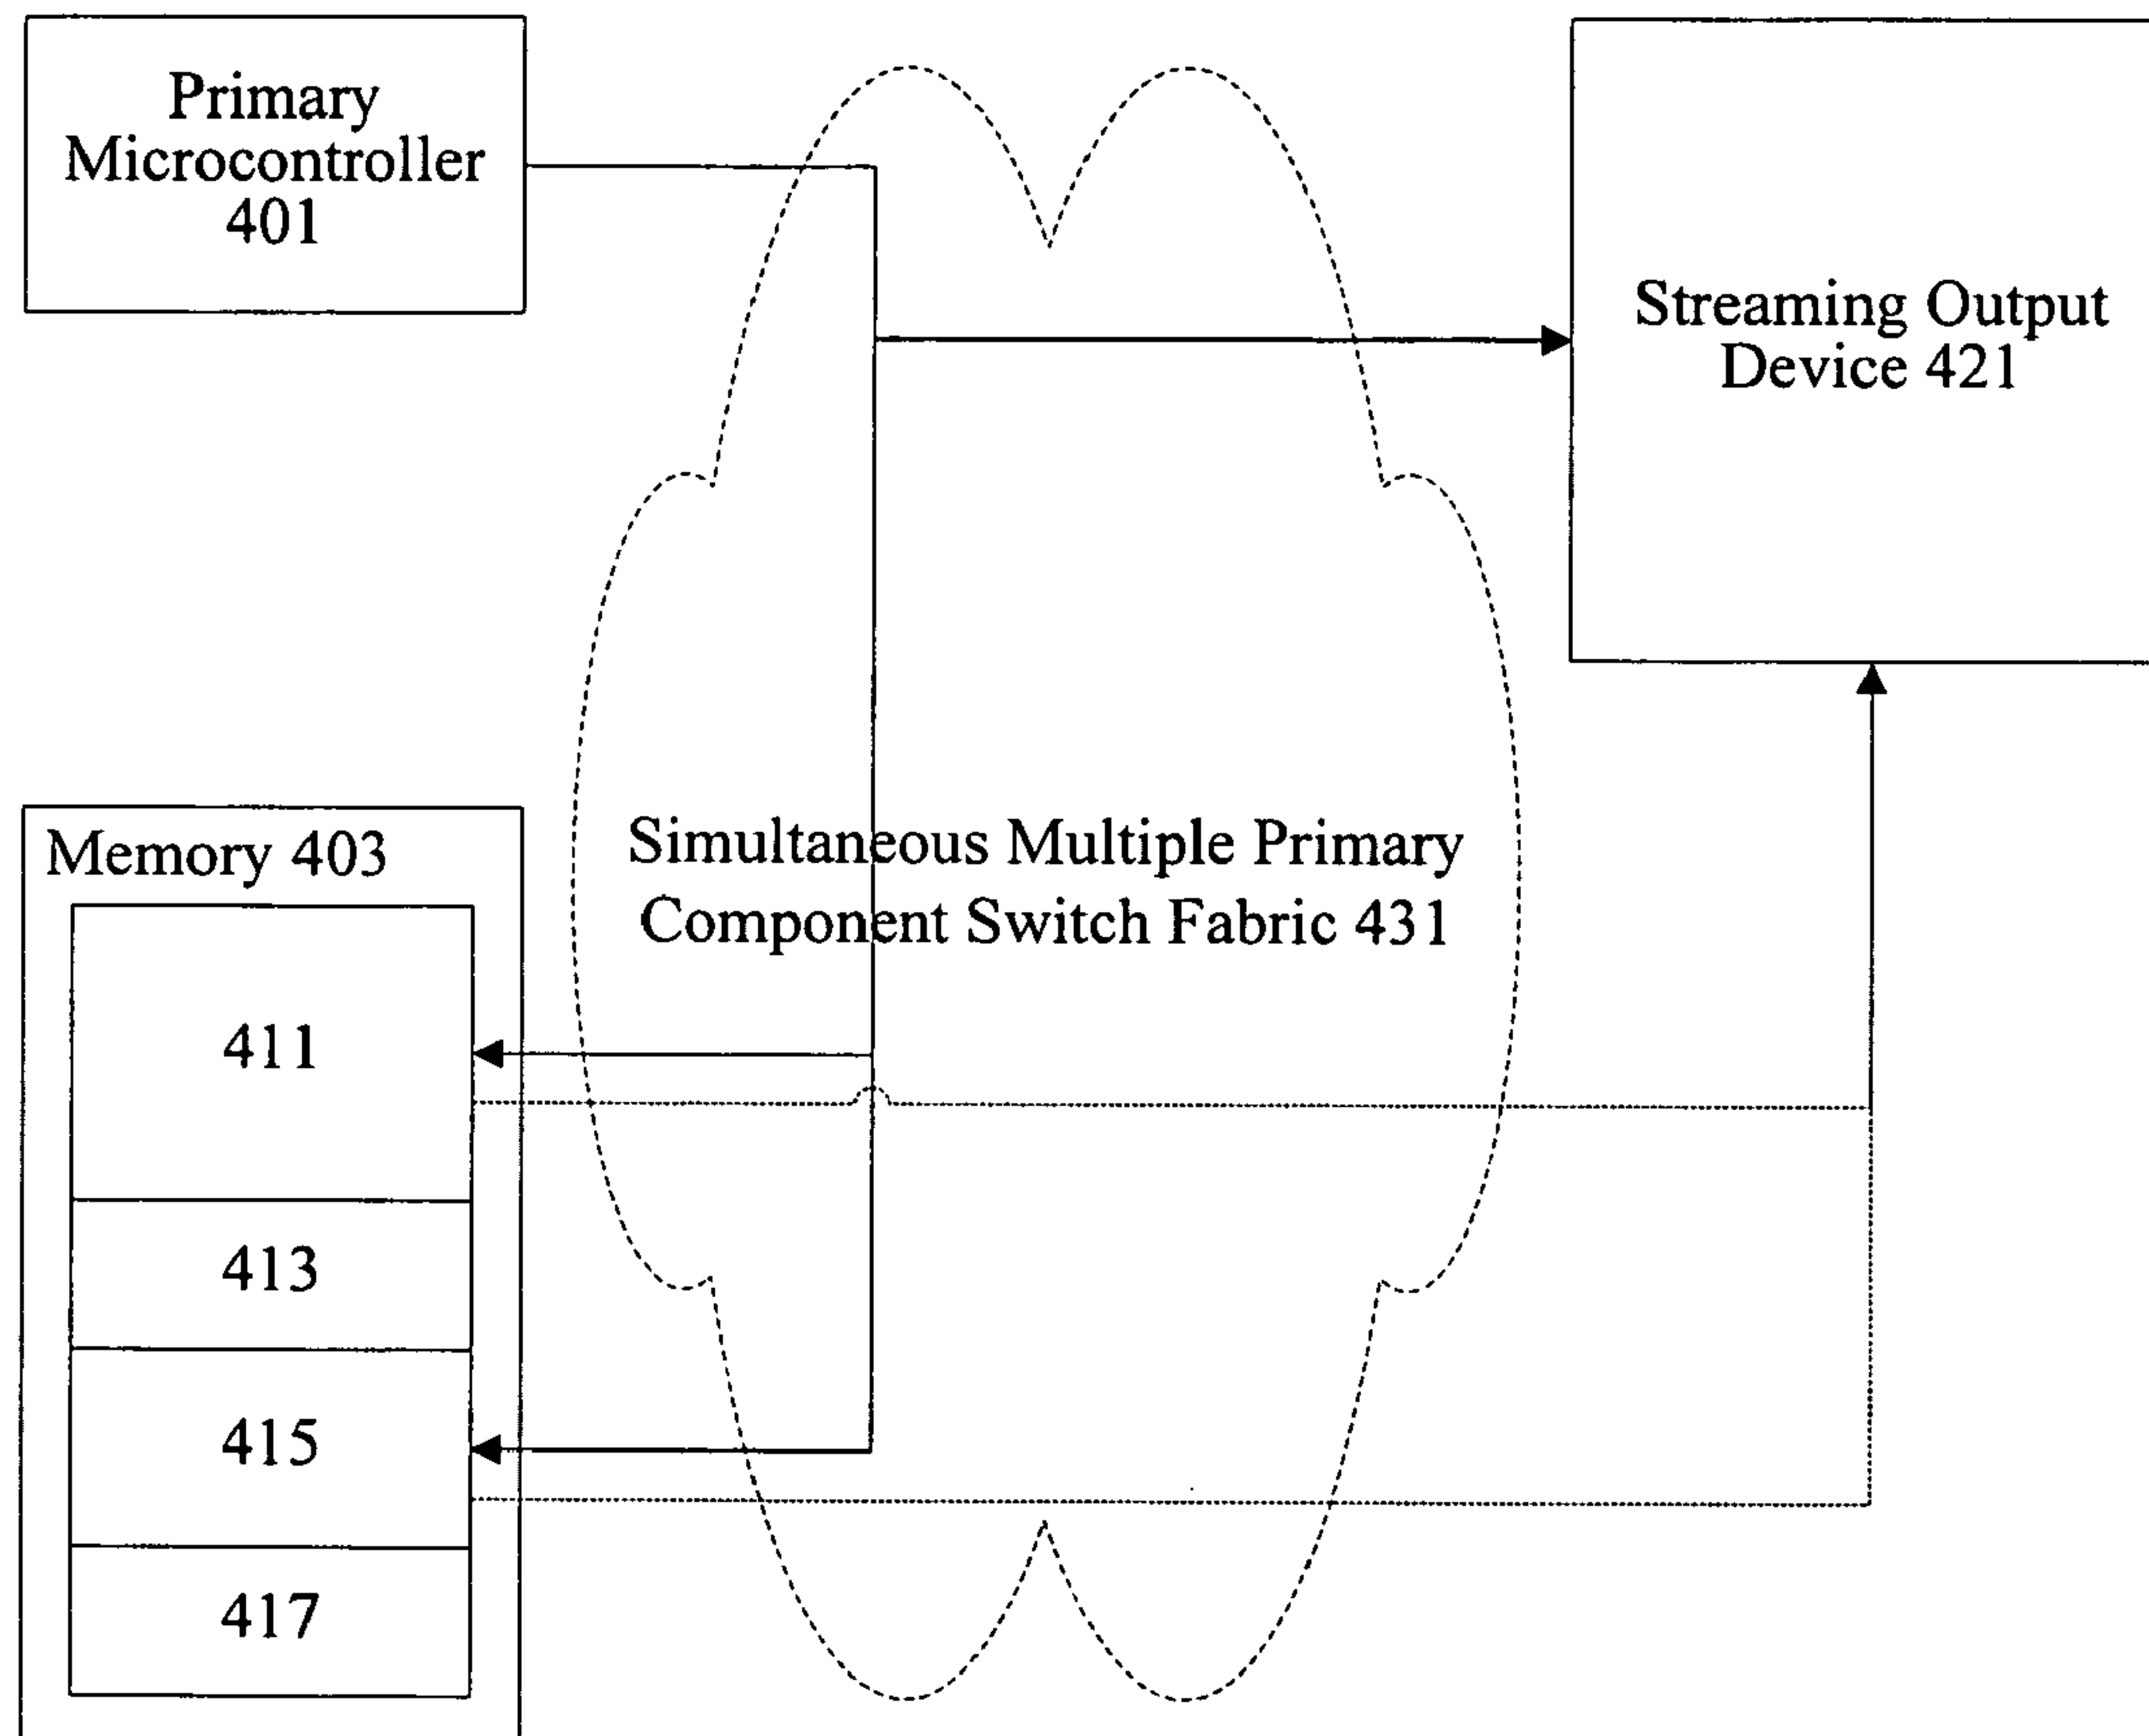 Primary
Microcontroller
401
Streaming Output
Device 421
Simultaneous Multiple Primary
Component Switch Fabric 431
Memory 403
411
413
415
417